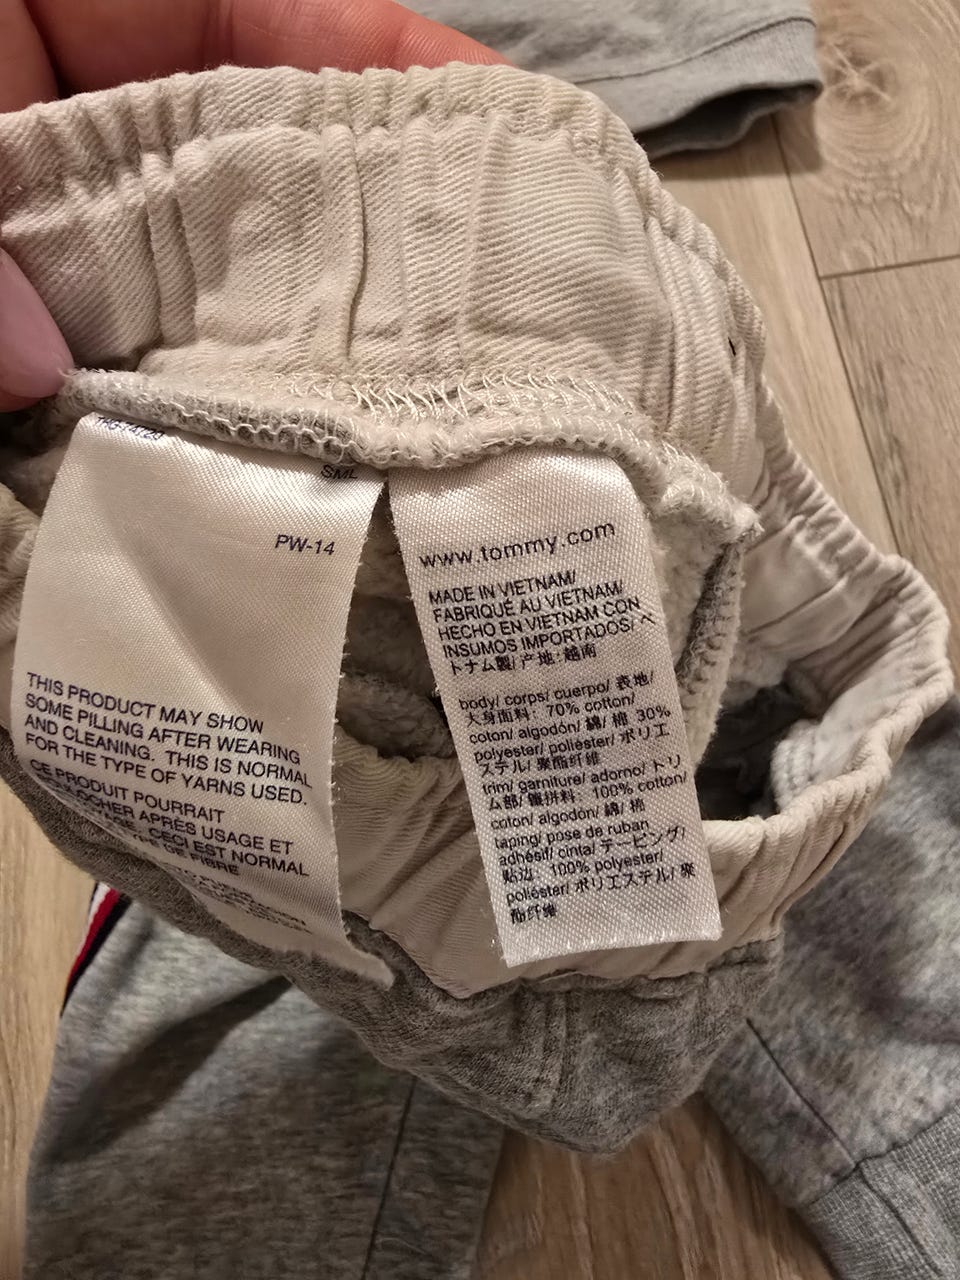 SML
PW-14
THIS PRODUCT MAY SHOW
SOME PILLING AFTER WEARING
AND CLEANING. THIS IS NORMAL
FOR THE TYPE OF YARNS USED.
CE PRODUIT POURRAIT
APRÈS USAGE ET
CECI EST NORMAL
DE FIBRE
www.tommy.com
MADE IN VIETNAM/
FABRIQUÉ AU VIETNAM/
HECHO EN VIETNAM CON
INSUMOS IMPORTADOS/ ベ
トナム製/ 产地: 越南
body/ corps/ cuerpo/ 表地/
大身面料: 70% cotton/
coton/ algodón/ 綿/ 棉 30%
polyester/ poliéster/ ポリエ
ステル/ 聚酯纤维
trim/ garniture/ adorno/ トリ
ム部/ 镶拼料: 100% cotton/
coton/ algodón/ 綿/ 棉
taping/ pose de ruban
adhésif/ cinta/ テーピング/
贴边: 100% polyester/
poliéster/ ポリエステル/ 聚
酯纤维